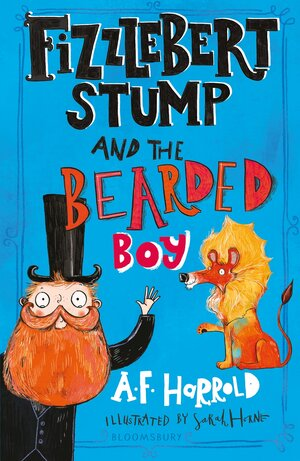 FiZZLEBERT
STUMP
AND THE
BEARDED
BOY
A.F. HARROLD
ILLUSTRATED BY Sarah Horne
BLOOMSBURY